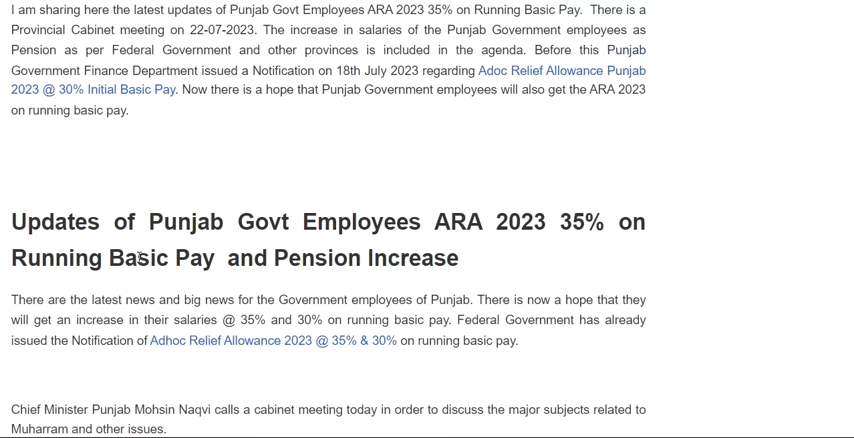 I am sharing here the latest updates of Punjab Govt Employees ARA 2023 35% on Running Basic Pay. There is a
Provincial Cabinet meeting on 22-07-2023. The increase in salaries of the Punjab Government employees as
Pension as per Federal Government and other provinces is included in the agenda. Before this Punjab
Government Finance Department issued a Notification on 18th July 2023 regarding Adoc Relief Allowance Punjab
2023 @ 30% Initial Basic Pay. Now there is a hope that Punjab Government employees will also get the ARA 2023
on running basic pay.
Updates of Punjab Govt Employees ARA 2023 35% on
Running Basic Pay and Pension Increase
There are the latest news and big news for the Government employees of Punjab. There is now a hope that they
will get an increase in their salaries @ 35% and 30% on running basic pay. Federal Government has already
issued the Notification of Adhoc Relief Allowance 2023 @ 35% & 30% on running basic pay.
Chief Minister Punjab Mohsin Naqvi calls a cabinet meeting today in order to discuss the major subjects related to
Muharram and other issues.